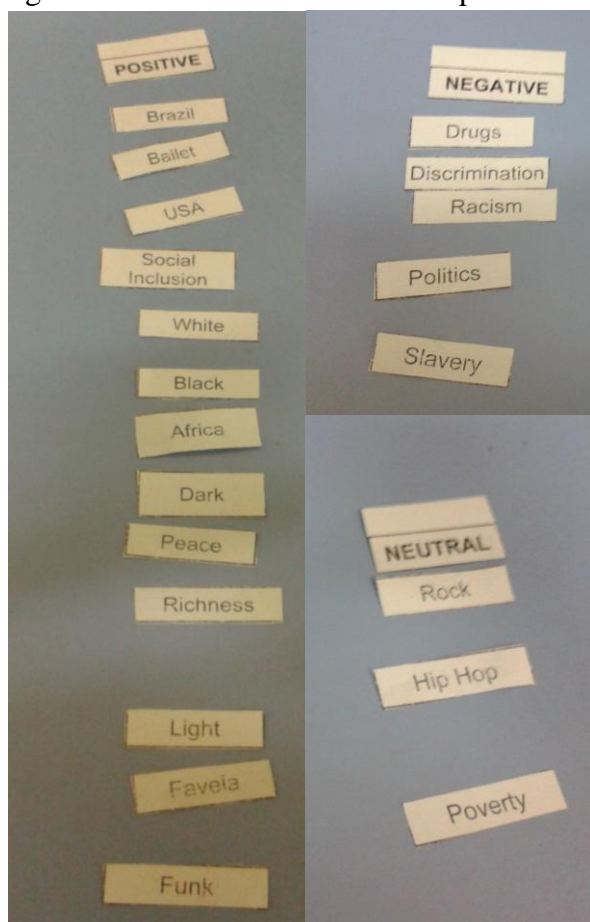 POSITIVE
Brazil
Ballet
USA
Social
Inclusion
White
Black
Africa
Dark
Peace
Richness
Light
Favela
Funk
NEGATIVE
Drugs
Discrimination
Racism
Politics
Slavery
NEUTRAL
Rock
Hip Hop
Poverty